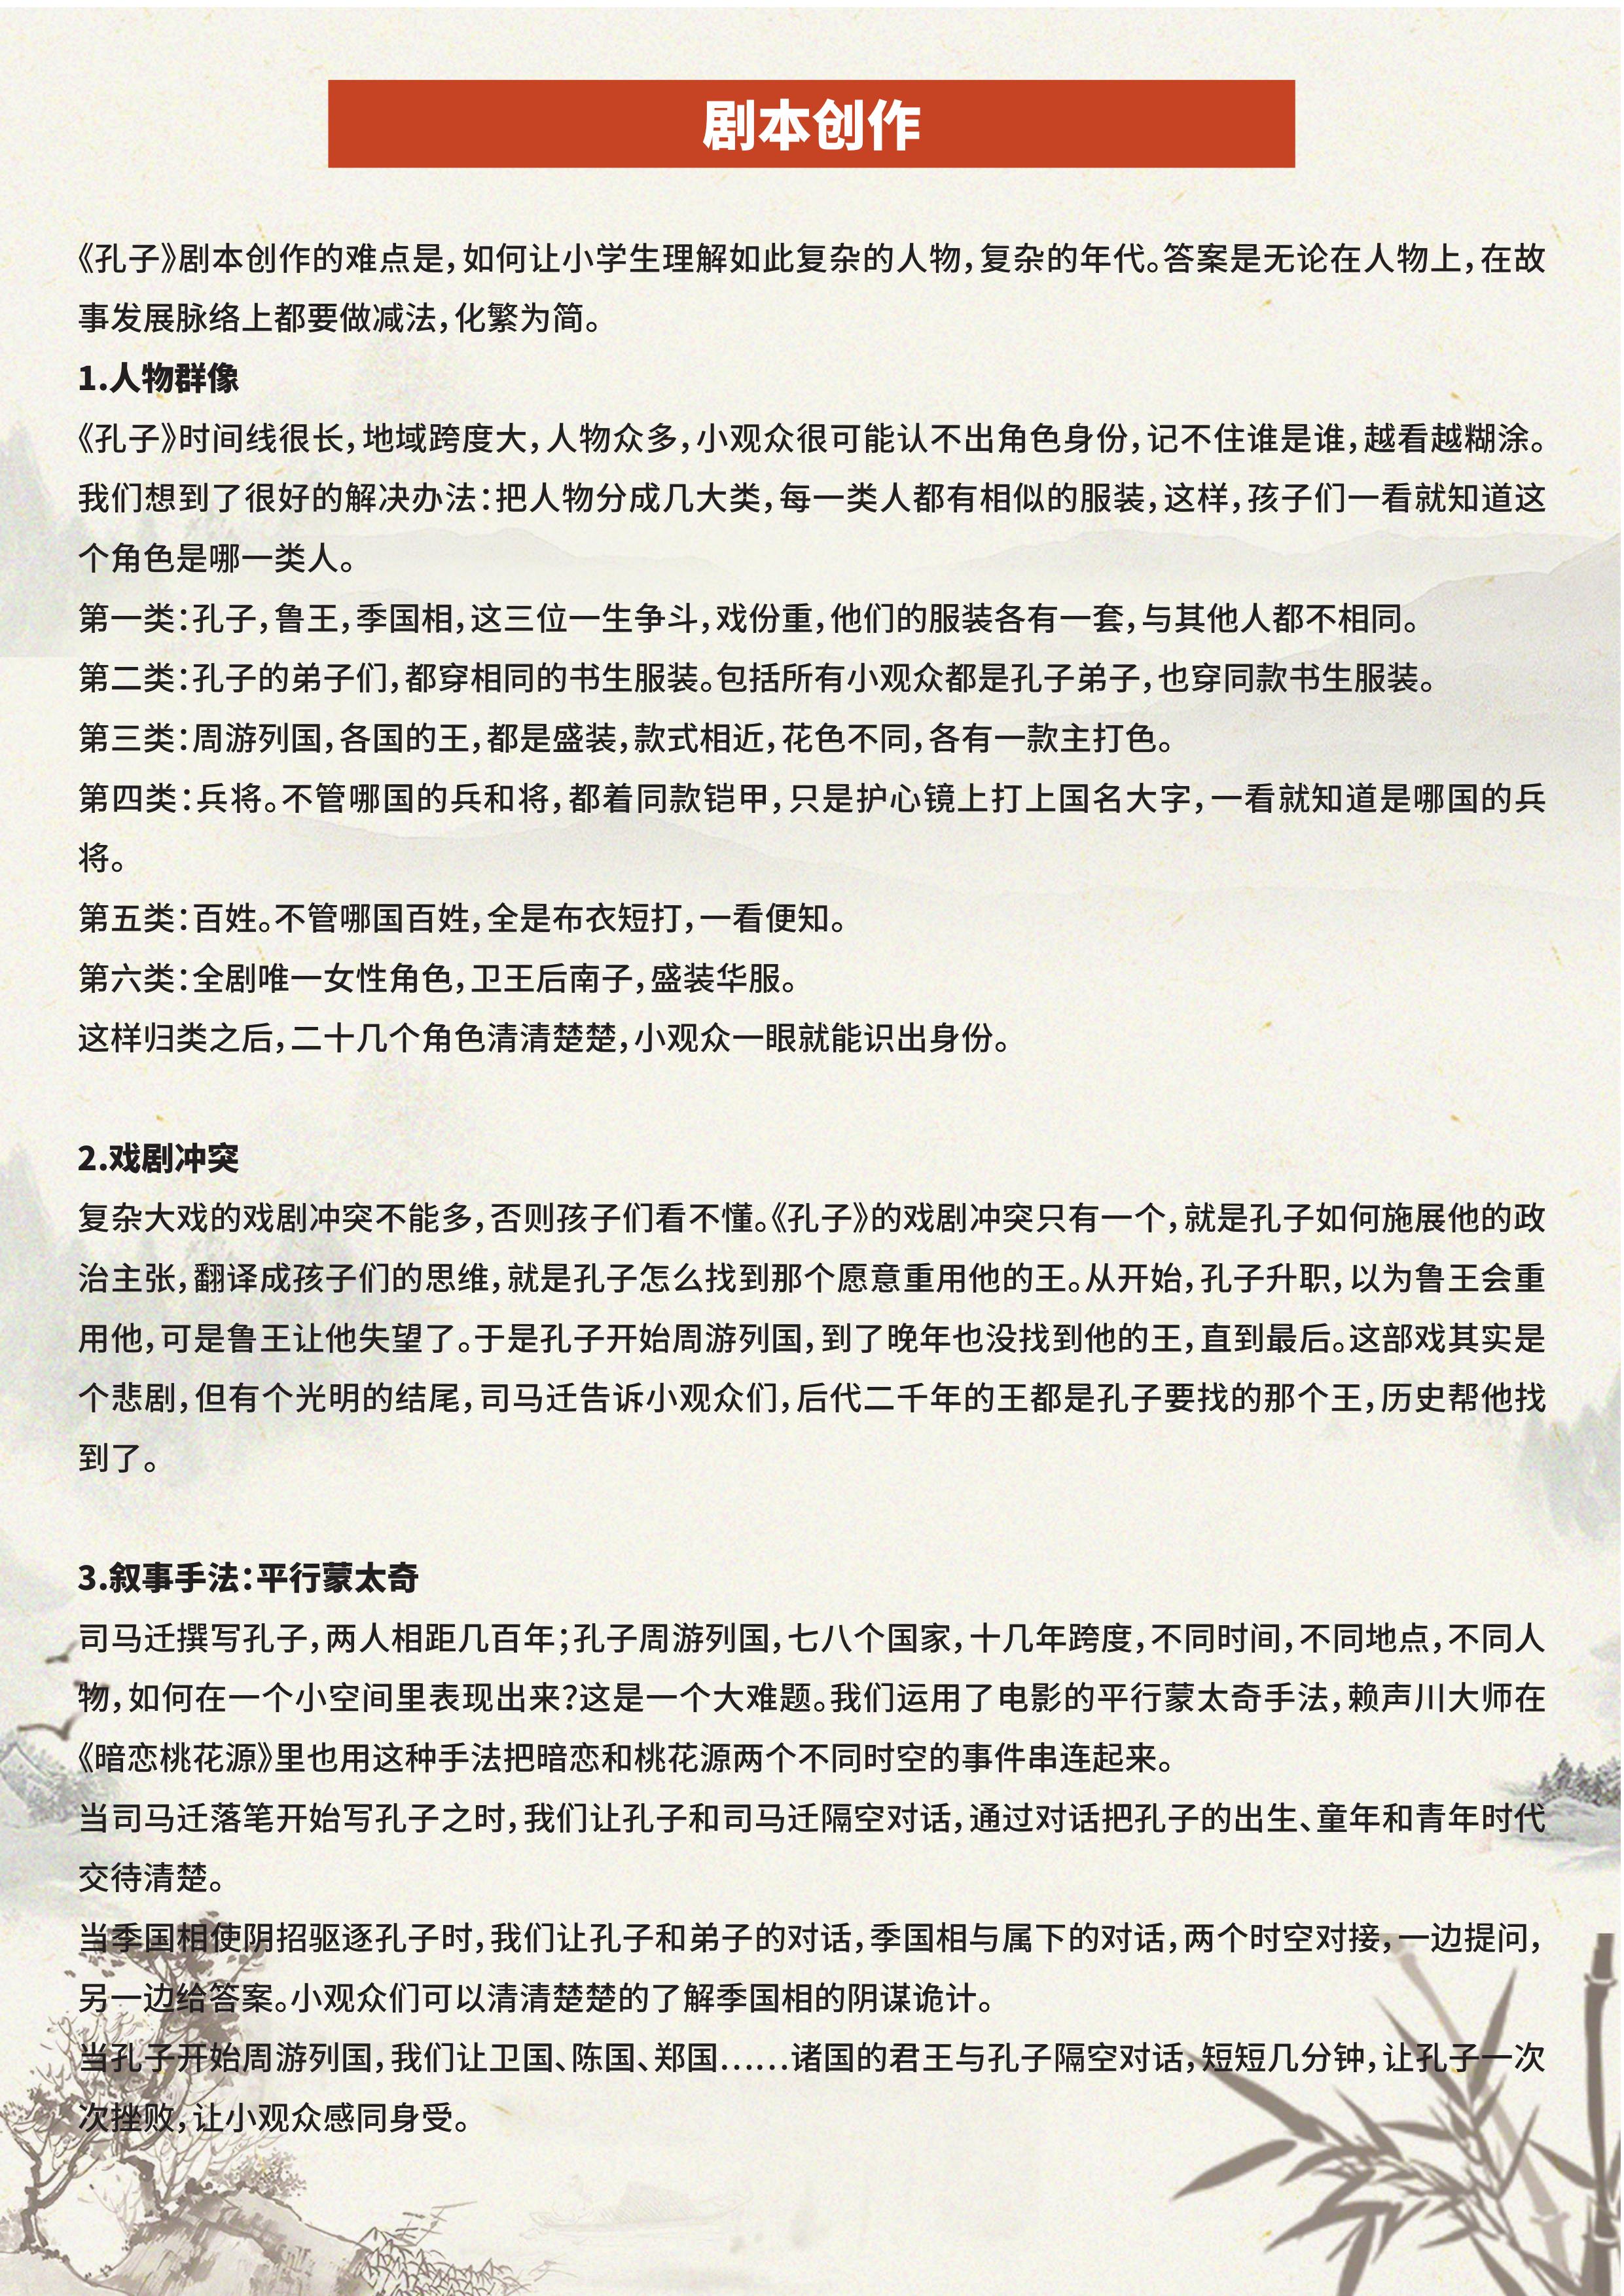 剧本创作
《孔子》剧本创作的难点是，如何让小学生理解如此复杂的人物，复杂的年代。答案是无论在人物上，在故
事发展脉络上都要做减法，化繁为简。
1.人物群像
《孔子》时间线很长，地域跨度大，人物众多，小观众很可能认不出角色身份，记不住谁是谁，越看越糊涂。
我们想到了很好的解决办法：把人物分成几大类，每一类人都有相似的服装，这样，孩子们一看就知道这
个角色是哪一类人。
第一类：孔子，鲁王，季国相，这三位一生争斗，戏份重，他们的服装各有一套，与其他人都不相同。
第二类：孔子的弟子们，都穿相同的书生服装。包括所有小观众都是孔子弟子，也穿同款书生服装。
第三类：周游列国，各国的王，都是盛装，款式相近，花色不同，各有一款主打色。
第四类：兵将。不管哪国的兵和将，都着同款铠甲，只是护心镜上打上国名大字，一看就知道是哪国的兵
将。
第五类：百姓。不管哪国百姓，全是布衣短打，一看便知。
第六类：全剧唯一女性角色，卫王后南子，盛装华服。
这样归类之后，二十几个角色清清楚楚，小观众一眼就能识出身份。
2.戏剧冲突
复杂大戏的戏剧冲突不能多，否则孩子们看不懂。《孔子》的戏剧冲突只有一个，就是孔子如何施展他的政
治主张，翻译成孩子们的思维，就是孔子怎么找到那个愿意重用他的王。从开始，孔子升职，以为鲁王会重
用他，可是鲁王让他失望了。于是孔子开始周游列国，到了晚年也没找到他的王，直到最后。这部戏其实是
个悲剧，但有个光明的结尾，司马迁告诉小观众们，后代二千年的王都是孔子要找的那个王，历史帮他找
到了。
3.叙事手法：平行蒙太奇
司马迁撰写孔子，两人相距几百年；孔子周游列国，七八个国家，十几年跨度，不同时间，不同地点，不同人
物，如何在一个小空间里表现出来？这是一个大难题。我们运用了电影的平行蒙太奇手法，赖声川大师在
《暗恋桃花源》里也用这种手法把暗恋和桃花源两个不同时空的事件串连起来。
当司马迁落笔开始写孔子之时，我们让孔子和司马迁隔空对话，通过对话把孔子的出生、童年和青年时代
交待清楚。
当季国相使阴招驱逐孔子时，我们让孔子和弟子的对话，季国相与属下的对话，两个时空对接，一边提问，
另一边给答案。小观众们可以清清楚楚的了解季国相的阴谋诡计。
当孔子开始周游列国，我们让卫国、陈国、郑国……诸国的君王与孔子隔空对话，短短几分钟，让孔子一次
次挫败，让小观众感同身受。